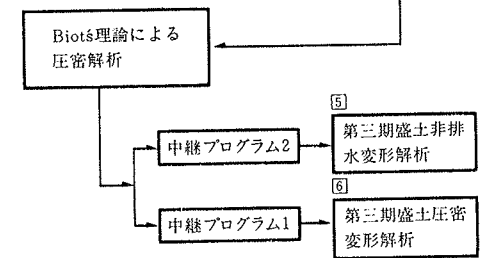 Biot's理論による
圧密解析
5
中継プログラム2
第三期盛土非排
水変形解析
6
中継プログラム1
第三期盛土圧密
変形解析